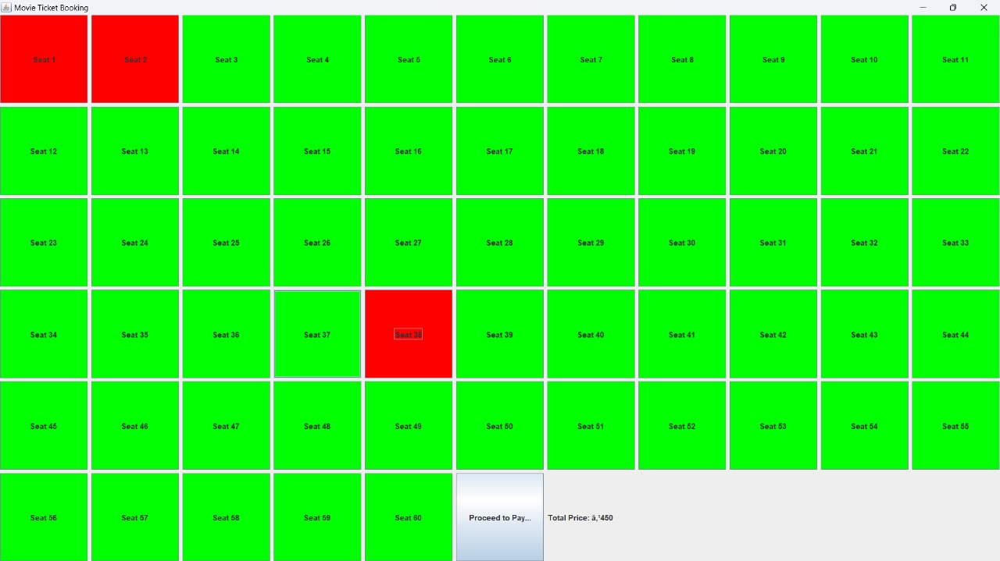 Movie Ticket Booking
Seat 1 Seat 2 Seat 3 Seat 4 Seat 5 Seat 6 Seat 7 Seat 8 Seat 9 Seat 10 Seat 11
Seat 12 Seat 13 Seat 14 Seat 15 Seat 16 Seat 17 Seat 18 Seat 19 Seat 20 Seat 21 Seat 22
Seat 23 Seat 24 Seat 25 Seat 26 Seat 27 Seat 28 Seat 29 Seat 30 Seat 31 Seat 32 Seat 33
Seat 34 Seat 35 Seat 36 Seat 37 Seat 38 Seat 39 Seat 40 Seat 41 Seat 42 Seat 43 Seat 44
Seat 45 Seat 46 Seat 47 Seat 48 Seat 49 Seat 50 Seat 51 Seat 52 Seat 53 Seat 54 Seat 55
Seat 56 Seat 57 Seat 58 Seat 59 Seat 60 Proceed to Pay... Total Price: â‚¹450